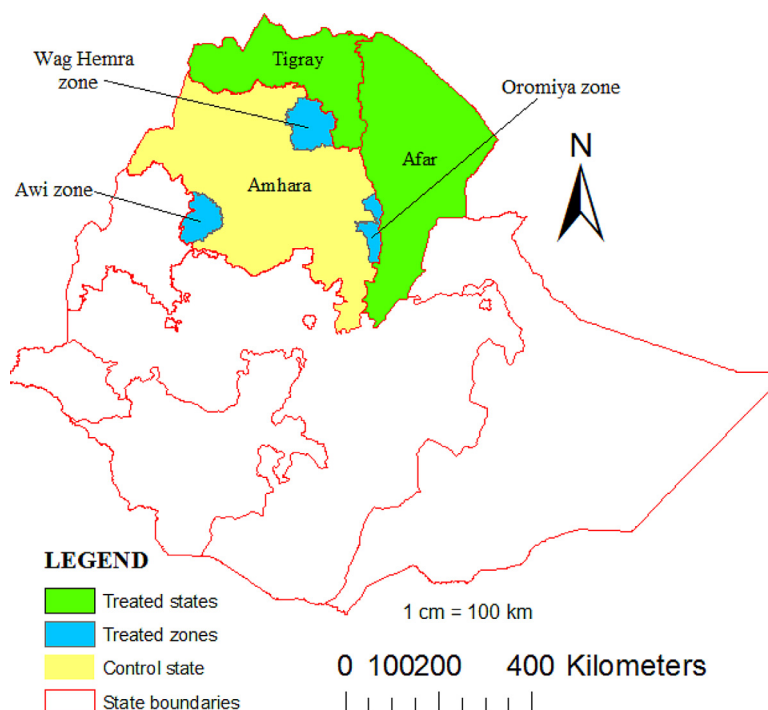 Wag Hemra
zone
Tigray
Oromiya zone
N
Afar
Awi zone
Amhara
LEGEND
Treated states
Treated zones
Control state
State boundaries
1 cm = 100 km
0 100200 400 Kilometers